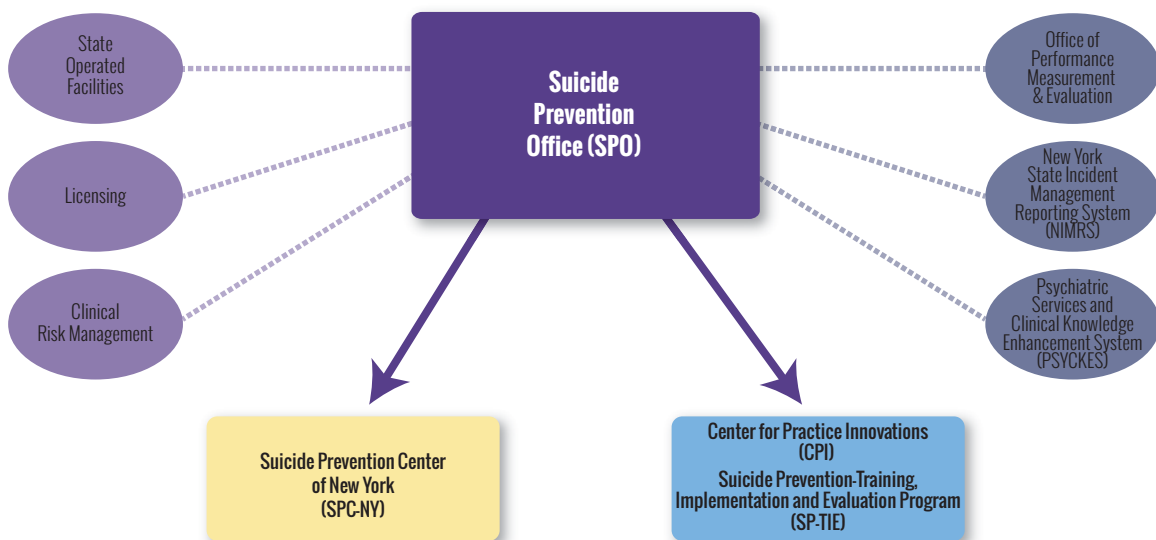 State
Operated
Facilities
Licensing
Clinical
Risk Management
Suicide
Prevention
Office (SPO)
Office of
Performance
Measurement
& Evaluation
New York
State Incident
Management
Reporting System
(NIMRS)
Psychiatric
Services and
Clinical Knowledge
Enhancement System
(PSYCKES)
Suicide Prevention Center
of New York
(SPC-NY)
Center for Practice Innovations
(CPI)
Suicide Prevention-Training,
Implementation and Evaluation Program
(SP-TIE)